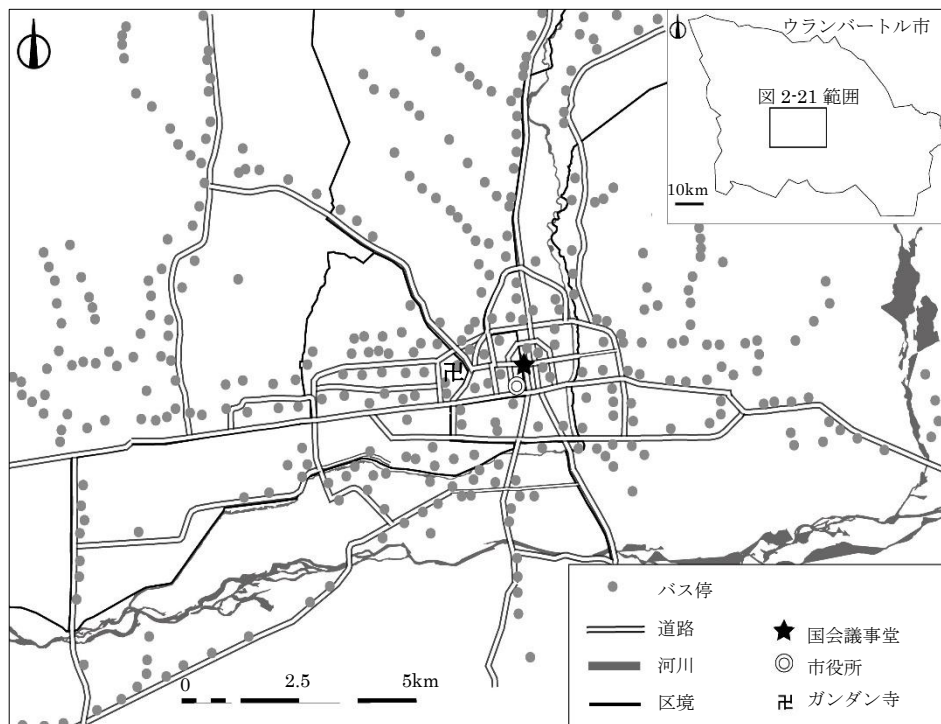 ウランバートル市
図 2-21 範囲
10km
卍
0
2.5
5km
バス停
道路
河川
区境
国会議事堂
市役所
卍 ガンダン寺